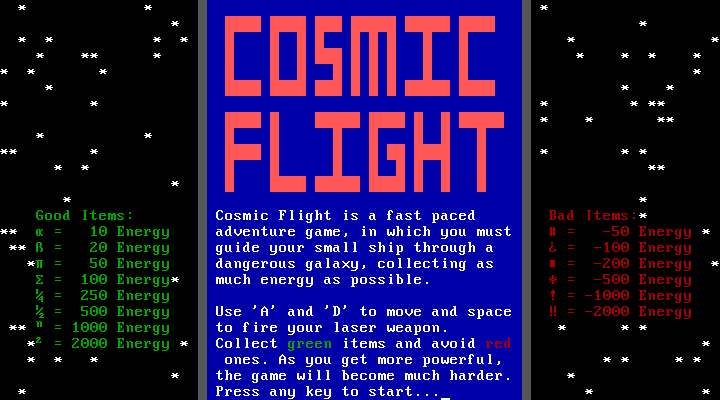 COSMIC
FLIGHT
Good Items:
α =   10 Energy
ß =   20 Energy
π =   50 Energy
Σ =  100 Energy
¼ =  250 Energy
½ =  500 Energy
ⁿ = 1000 Energy
² = 2000 Energy
Cosmic Flight is a fast paced
adventure game, in which you must
guide your small ship through a
dangerous galaxy, collecting as
much energy as possible.
Use 'A' and 'D' to move and space
to fire your laser weapon.
Collect green items and avoid red
ones. As you get more powerful,
the game will become much harder.
Press any key to start..._
Bad Items:
# =   -50 Energy
¿ =  -100 Energy
■ =  -200 Energy
* =  -500 Energy
! = -1000 Energy
‼ = -2000 Energy